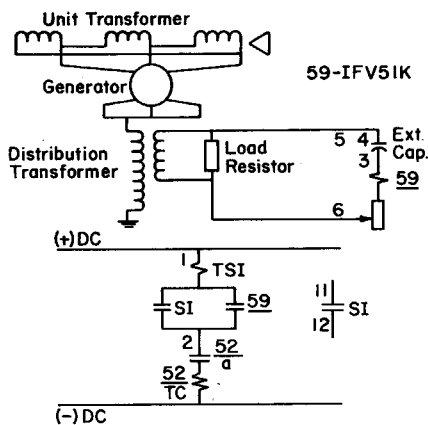 Unit Transformer
59-IFV51K
Generator
Distribution
Transformer
Load
Resistor
5
4
3
Ext.
Cap.
59
6
(+) DC
1
TSI
SI
59
11
SI
12
2
52
a
52
TC
(-) DC